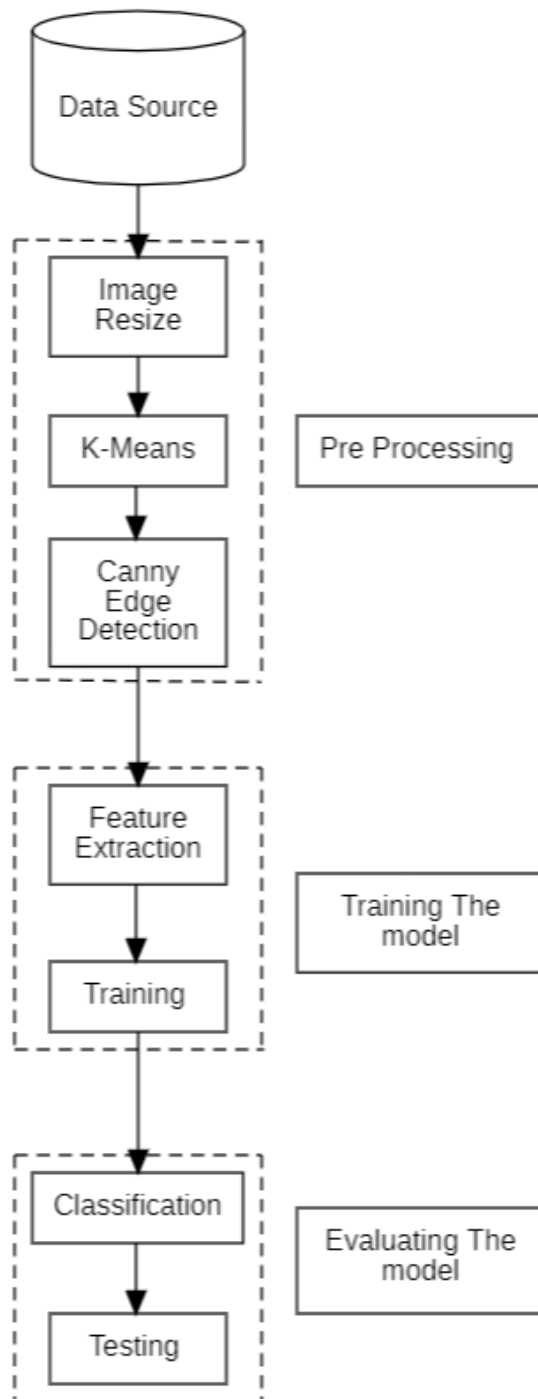 Data Source
Image
Resize
K-Means
Pre Processing
Canny
Edge
Detection
Feature
Extraction
Training The
model
Training
Classification
Evaluating The
model
Testing